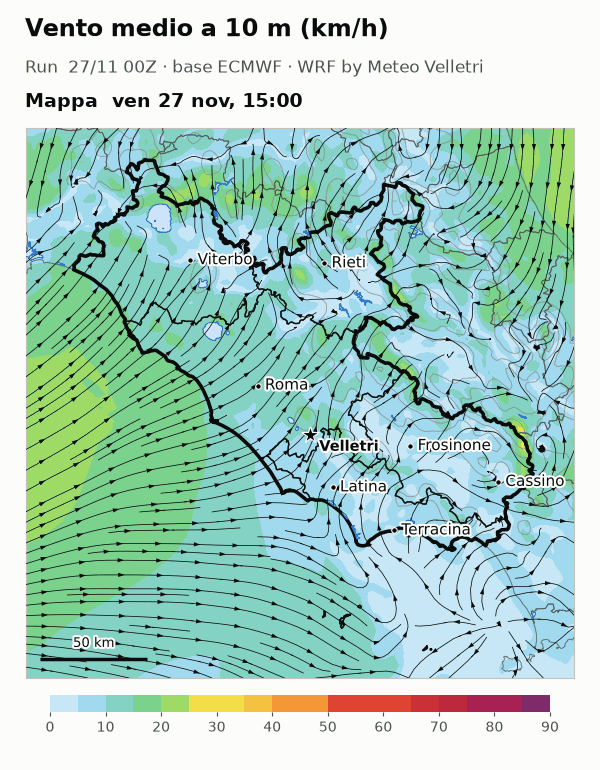 Vento medio a 10 m (km/h)
Run 27/11 00Z · base ECMWF · WRF by Meteo Velletri
Mappa ven 27 nov, 15:00
Viterbo
Rieti
Roma
Velletri
Frosinone
Latina
Cassino
Terracina
50 km
0 10 20 30 40 50 60 70 80 90